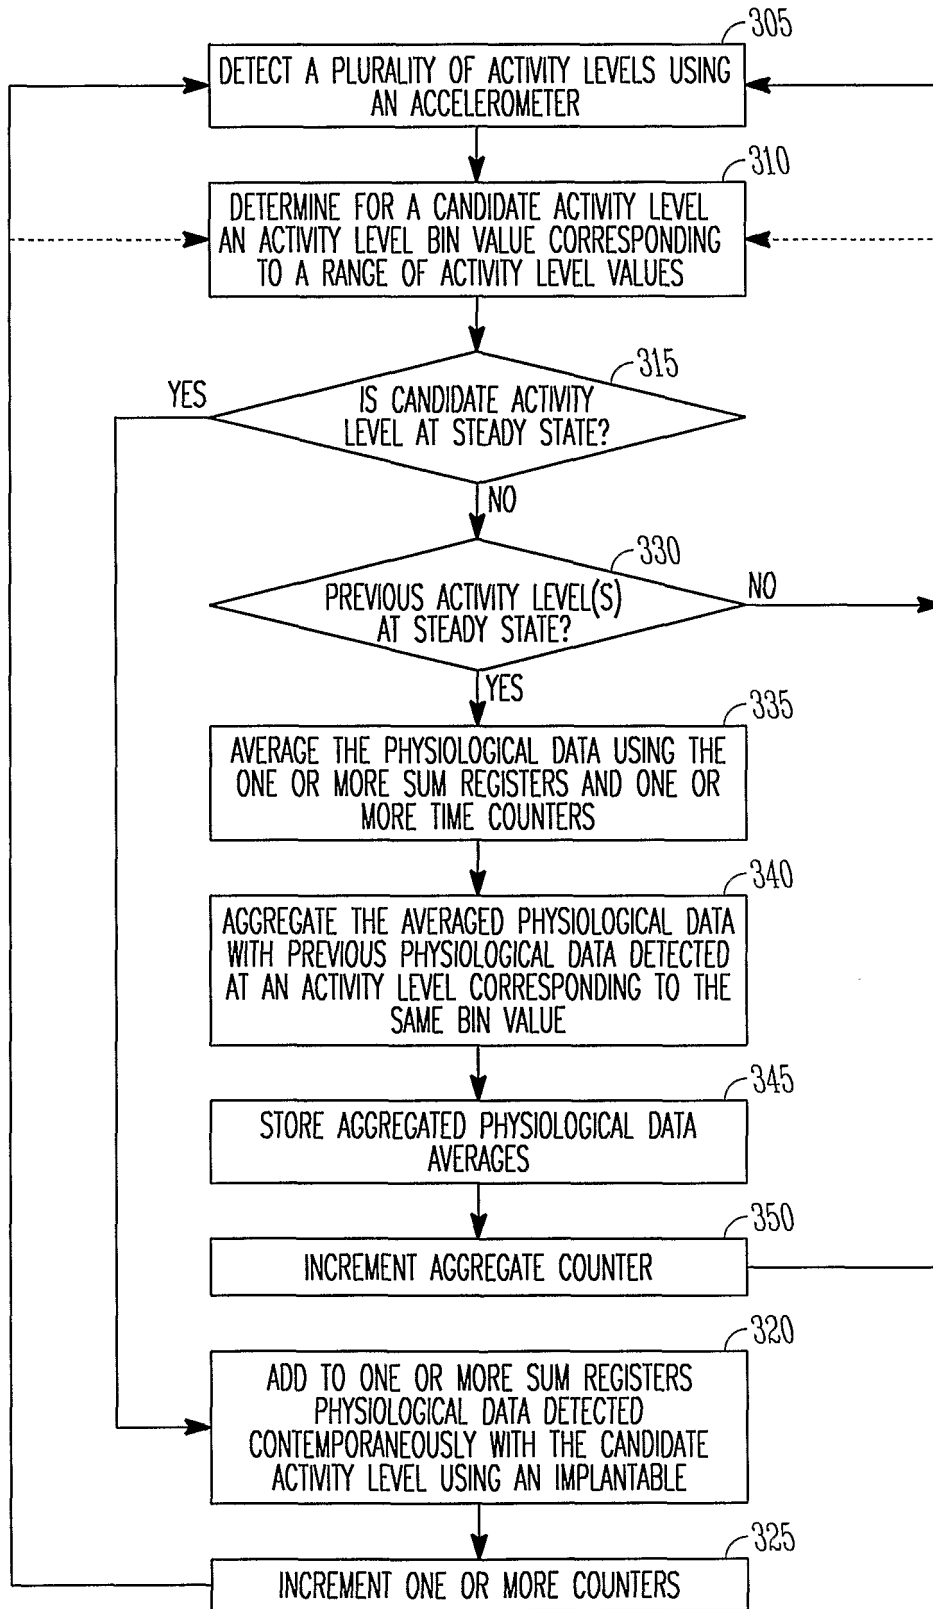 305
DETECT A PLURALITY OF ACTIVITY LEVELS USING
AN ACCELEROMETER
310
DETERMINE FOR A CANDIDATE ACTIVITY LEVEL
AN ACTIVITY LEVEL BIN VALUE CORRESPONDING
TO A RANGE OF ACTIVITY LEVEL VALUES
315
YES
IS CANDIDATE ACTIVITY
LEVEL AT STEADY STATE?
NO
330
PREVIOUS ACTIVITY LEVEL(S)
AT STEADY STATE?
NO
YES
335
AVERAGE THE PHYSIOLOGICAL DATA USING THE
ONE OR MORE SUM REGISTERS AND ONE OR
MORE TIME COUNTERS
340
AGGREGATE THE AVERAGED PHYSIOLOGICAL DATA
WITH PREVIOUS PHYSIOLOGICAL DATA DETECTED
AT AN ACTIVITY LEVEL CORRESPONDING TO THE
SAME BIN VALUE
345
STORE AGGREGATED PHYSIOLOGICAL DATA
AVERAGES
350
INCREMENT AGGREGATE COUNTER
320
ADD TO ONE OR MORE SUM REGISTERS
PHYSIOLOGICAL DATA DETECTED
CONTEMPORANEOUSLY WITH THE CANDIDATE
ACTIVITY LEVEL USING AN IMPLANTABLE
325
INCREMENT ONE OR MORE COUNTERS